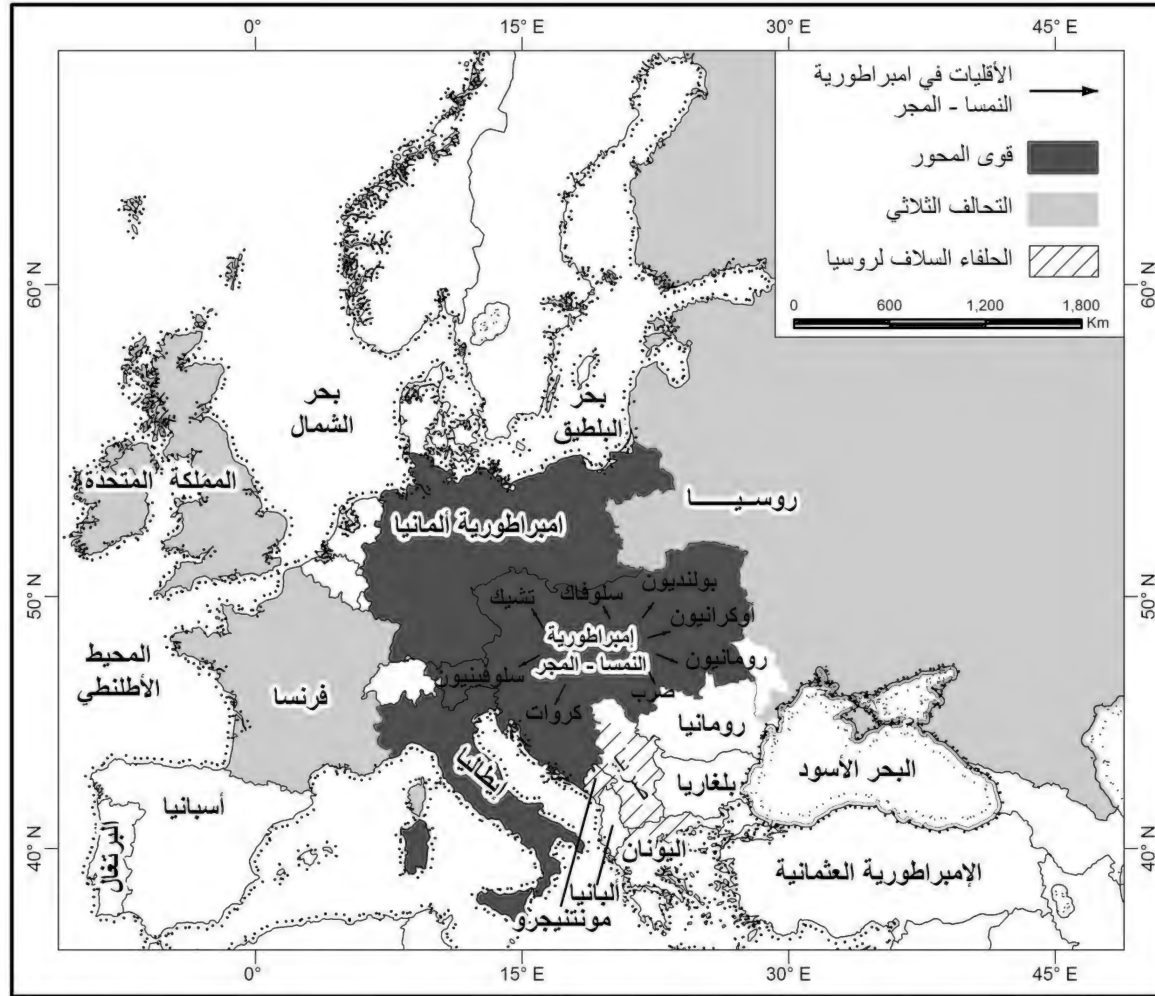 0°
15° E
30° E
45° E
الأقليات في امبراطورية
النمسا - المجر
قوى المحور
التحالف الثلاثي
الحلفاء السلاف لروسيا
0
600
1,200
1,800
Km
60° N
60° N
بحر
الشمال
بحر
البلطيق
المملكة
المتحدة
روسيـــــا
امبراطورية ألمانيا
50° N
50° N
بولنديون
سلوفاك
تشيك
أوكرانيون
إمبراطورية
النمسا - المجر
رومانيون
سلوفينيون
صرب
كروات
المحيط
الأطلنطي
فرنسا
رومانيا
إيطاليا
البحر الأسود
بلغاريا
أسبانيا
البرتغال
40° N
40° N
اليونان
الإمبراطورية العثمانية
ألبانيا
مونتنيجرو
0°
15° E
30° E
45° E